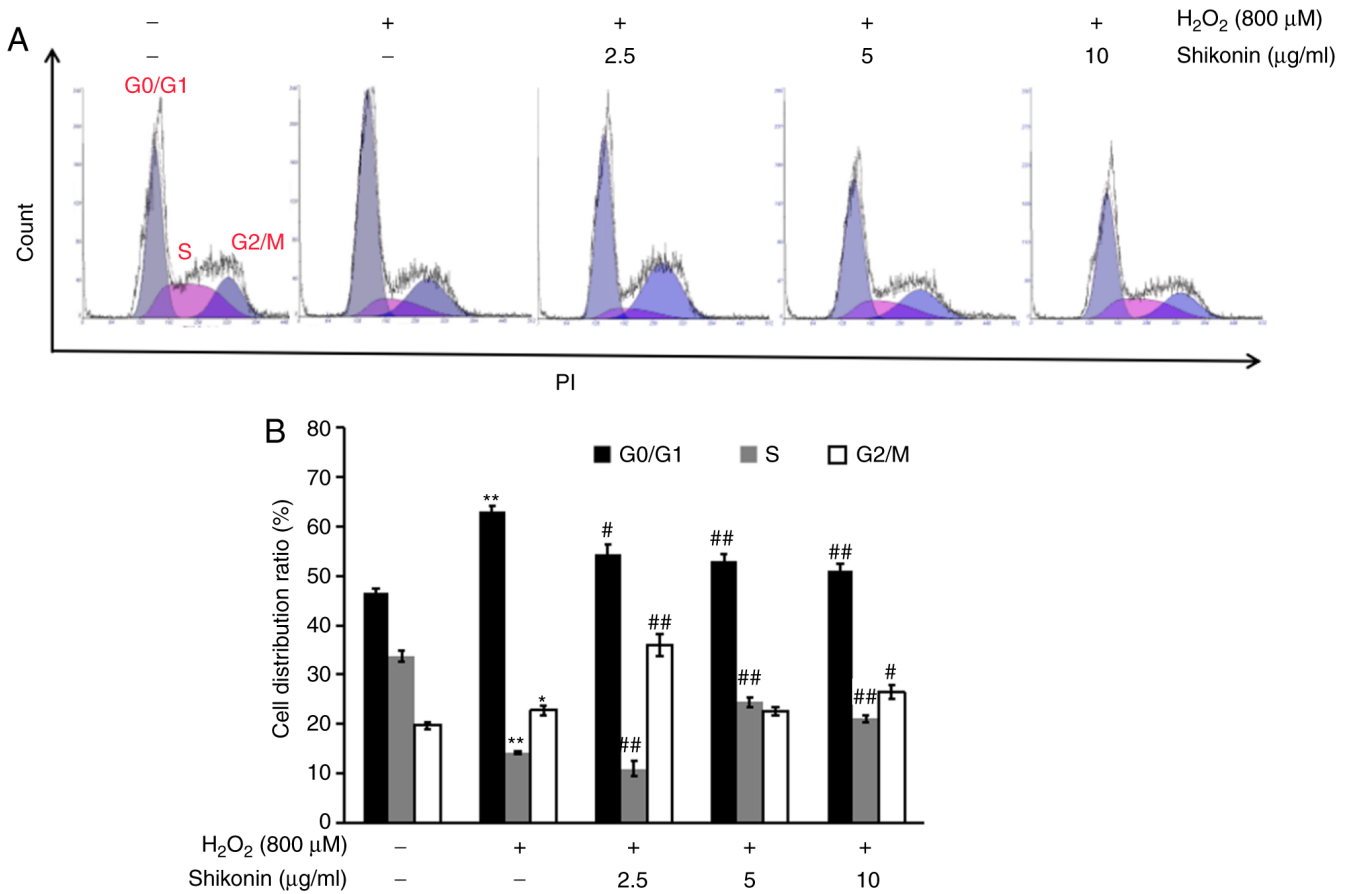 A
− + + + + H₂O₂ (800 µM)
− − 2.5 5 10 Shikonin (µg/ml)
G0/G1
S
G2/M
Count
PI
B
G0/G1 S G2/M
Cell distribution ratio (%)
80
70
60
50
40
30
20
10
0
** ** *
# ## ##
## ##
## ## #
H₂O₂ (800 µM) − + + + +
Shikonin (µg/ml) − − 2.5 5 10